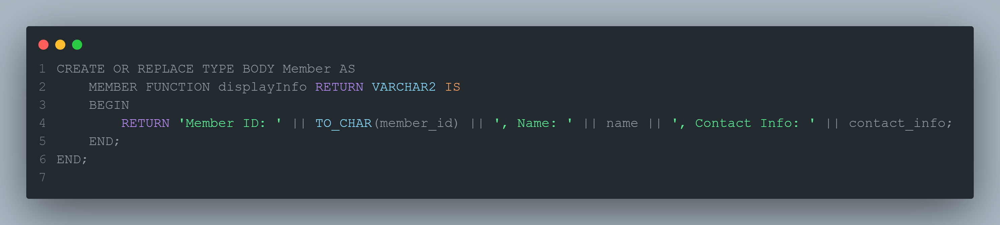 1 CREATE OR REPLACE TYPE BODY Member AS
2     MEMBER FUNCTION displayInfo RETURN VARCHAR2 IS
3     BEGIN
4         RETURN 'Member ID: ' || TO_CHAR(member_id) || ', Name: ' || name || ', Contact Info: ' || contact_info;
5     END;
6 END;
7